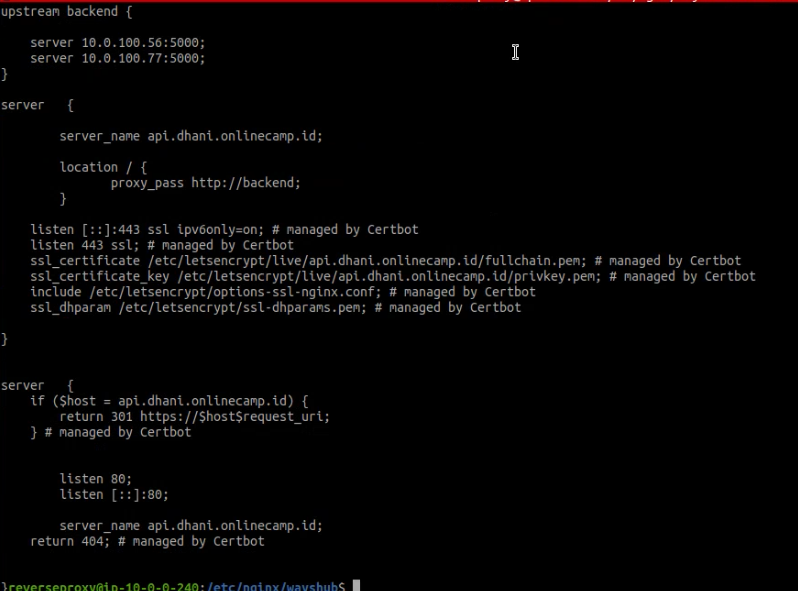 upstream backend {
server 10.0.100.56:5000;
server 10.0.100.77:5000;
}
server {
server_name api.dhani.onlinecamp.id;
location / {
proxy_pass http://backend;
}
listen [::]:443 ssl ipv6only=on; # managed by Certbot
listen 443 ssl; # managed by Certbot
ssl_certificate /etc/letsencrypt/live/api.dhani.onlinecamp.id/fullchain.pem; # managed by Certbot
ssl_certificate_key /etc/letsencrypt/live/api.dhani.onlinecamp.id/privkey.pem; # managed by Certbot
include /etc/letsencrypt/options-ssl-nginx.conf; # managed by Certbot
ssl_dhparam /etc/letsencrypt/ssl-dhparams.pem; # managed by Certbot
}
server {
if ($host = api.dhani.onlinecamp.id) {
return 301 https://$host$request_uri;
} # managed by Certbot
listen 80;
listen [::]:80;
server_name api.dhani.onlinecamp.id;
return 404; # managed by Certbot
}reverseproxy@ip-10-0-0-240:/etc/nginx/wayshub$